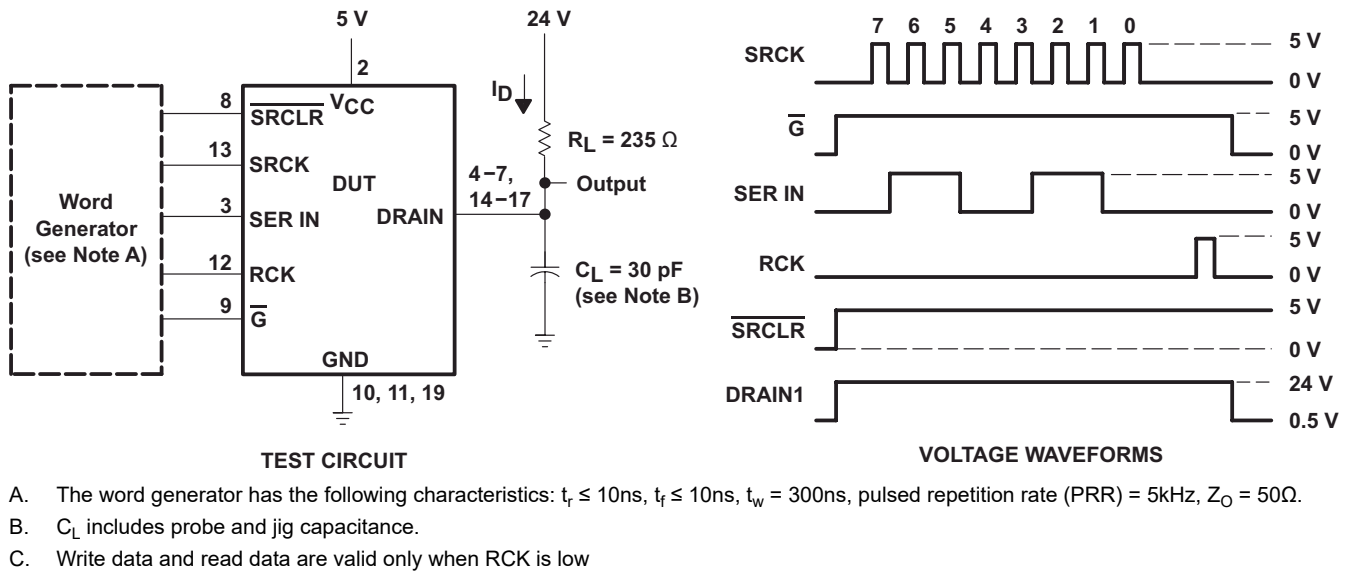 5 V
24 V
2
8
SRCLR
VCC
ID
RL = 235 Ω
13
SRCK
DUT
4–7,
14–17
Output
Word
Generator
(see Note A)
3
SER IN
DRAIN
12
RCK
CL = 30 pF
(see Note B)
9
G
GND
10, 11, 19
TEST CIRCUIT
7 6 5 4 3 2 1 0
SRCK
5 V
0 V
G
5 V
0 V
SER IN
5 V
0 V
RCK
5 V
0 V
SRCLR
5 V
0 V
DRAIN1
24 V
0.5 V
VOLTAGE WAVEFORMS
A. The word generator has the following characteristics: tr ≤ 10ns, tf ≤ 10ns, tw = 300ns, pulsed repetition rate (PRR) = 5kHz, ZO = 50Ω.
B. CL includes probe and jig capacitance.
C. Write data and read data are valid only when RCK is low